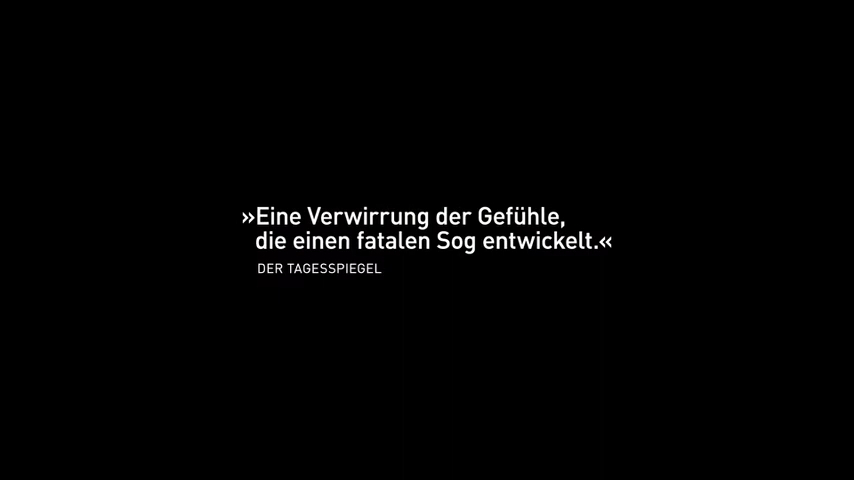 »Eine Verwirrung der Gefühle,
die einen fatalen Sog entwickelt.«
DER TAGESSPIEGEL